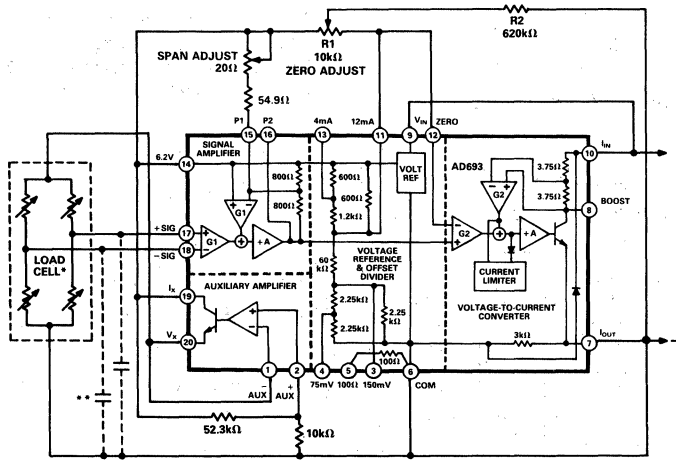 R2
620kΩ
R1
10kΩ
ZERO ADJUST
SPAN ADJUST
20Ω
54.9Ω
P1
P2
4mA
12mA
VIN
ZERO
IIN
15
16
13
11
9
12
10
6.2V
14
SIGNAL
AMPLIFIER
800Ω
800Ω
600Ω
600Ω
1.2kΩ
VOLT
REF
AD693
3.75Ω
3.75Ω
G2
BOOST
8
G1
+SIG
17
G1
+A
−SIG
18
G2
+A
LOAD
CELL*
60
kΩ
VOLTAGE
REFERENCE
& OFFSET
DIVIDER
CURRENT
LIMITER
AUXILIARY AMPLIFIER
IX
19
2.25kΩ
2.25
kΩ
2.25kΩ
VOLTAGE-TO-CURRENT
CONVERTER
VX
20
3kΩ
IOUT
7
100Ω
1
2
4
5
3
6
− AUX
+ AUX
75mV
100Ω
150mV
COM
**
52.3kΩ
10kΩ